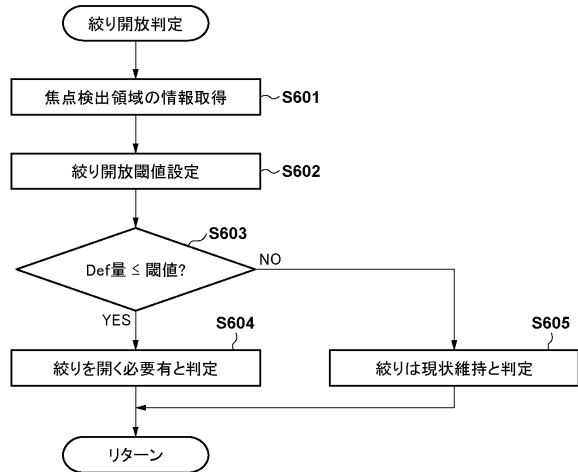 絞り開放判定
焦点検出領域の情報取得
S601
絞り開放閾値設定
S602
S603
Def量 ≤ 閾値?
NO
YES
S604
S605
絞りを開く必要有と判定
絞りは現状維持と判定
リターン